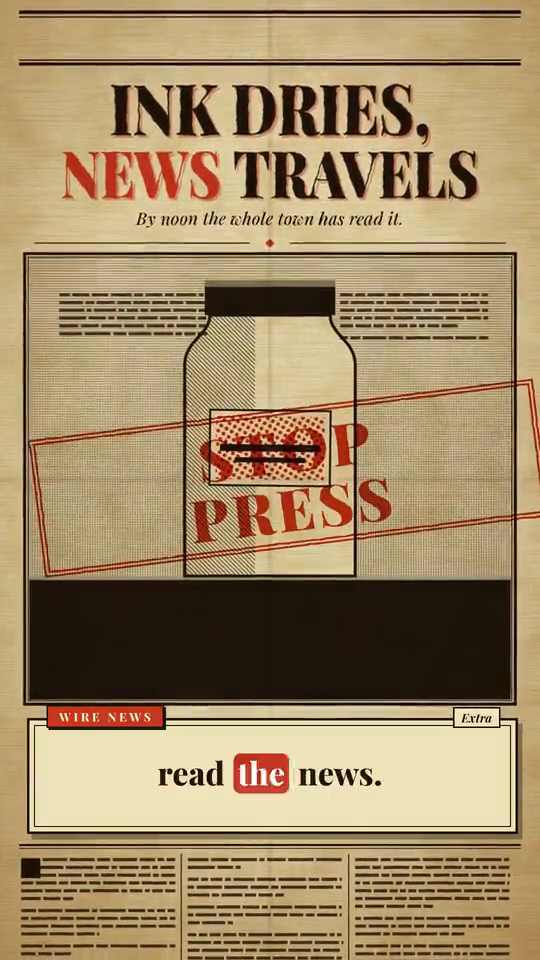 INK DRIES,
NEWS TRAVELS
By noon the whole town has read it.
STOP
PRESS
WIRE NEWS
Extra
read the news.